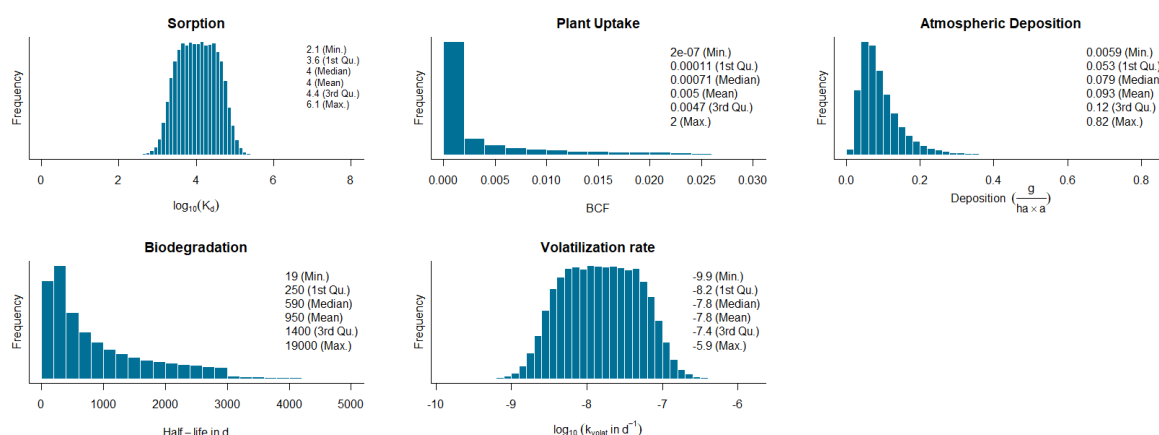 Sorption
Frequency
2.1 (Min.)
3.6 (1st Qu.)
4 (Median)
4 (Mean)
4.4 (3rd Qu.)
6.1 (Max.)
0 2 4 6 8
log10(Kd)
Plant Uptake
Frequency
2e-07 (Min.)
0.00011 (1st Qu.)
0.00071 (Median)
0.005 (Mean)
0.0047 (3rd Qu.)
2 (Max.)
0.000 0.005 0.010 0.015 0.020 0.025 0.030
BCF
Atmospheric Deposition
Frequency
0.0059 (Min.)
0.053 (1st Qu.)
0.079 (Median
0.093 (Mean)
0.12 (3rd Qu.)
0.82 (Max.)
0.0 0.2 0.4 0.6 0.8
Deposition (g/ha × a)
Biodegradation
Frequency
19 (Min.)
250 (1st Qu.)
590 (Median)
950 (Mean)
1400 (3rd Qu.)
19000 (Max.)
0 1000 2000 3000 4000 5000
Half−life in d
Volatilization rate
Frequency
-9.9 (Min.)
-8.2 (1st Qu.)
-7.8 (Median)
-7.8 (Mean)
-7.4 (3rd Qu.)
-5.9 (Max.)
-10 -9 -8 -7 -6
log10 (kvolat in d−1)